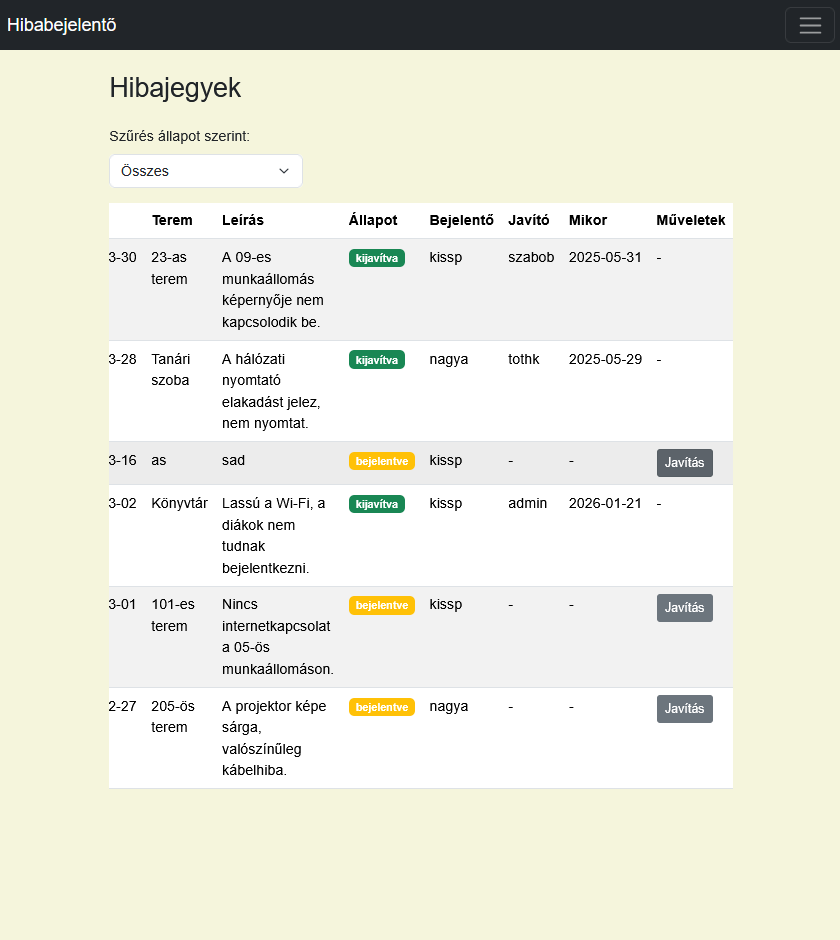 Hibabejelentő
Hibajegyek
Szűrés állapot szerint:
Összes
Terem Leírás Állapot Bejelentő Javító Mikor Műveletek
3-30 23-as A 09-es kijavítva kissp szabob 2025-05-31 -
terem munkaállomás
képernyője nem
kapcsolodik be.
3-28 Tanári A hálózati kijavítva nagya tothk 2025-05-29 -
szoba nyomtató
elakadást jelez,
nem nyomtat.
3-16 as sad bejelentve kissp - - Javítás
3-02 Könyvtár Lassú a Wi-Fi, a kijavítva kissp admin 2026-01-21 -
diákok nem
tudnak
bejelentkezni.
3-01 101-es Nincs bejelentve kissp - - Javítás
terem internetkapcsolat
a 05-ös
munkaállomáson.
2-27 205-ös A projektor képe bejelentve nagya - - Javítás
terem sárga,
valószínűleg
kábelhiba.